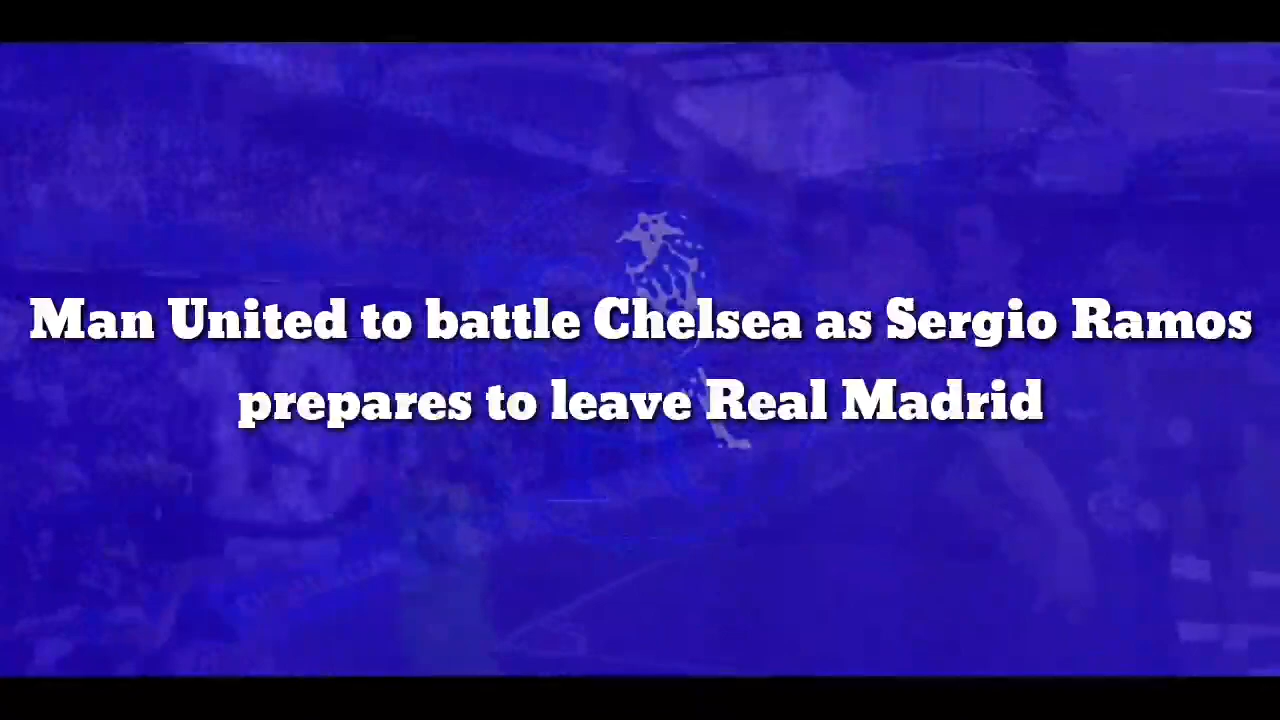 Man United to battle Chelsea as Sergio Ramos
prepares to leave Real Madrid